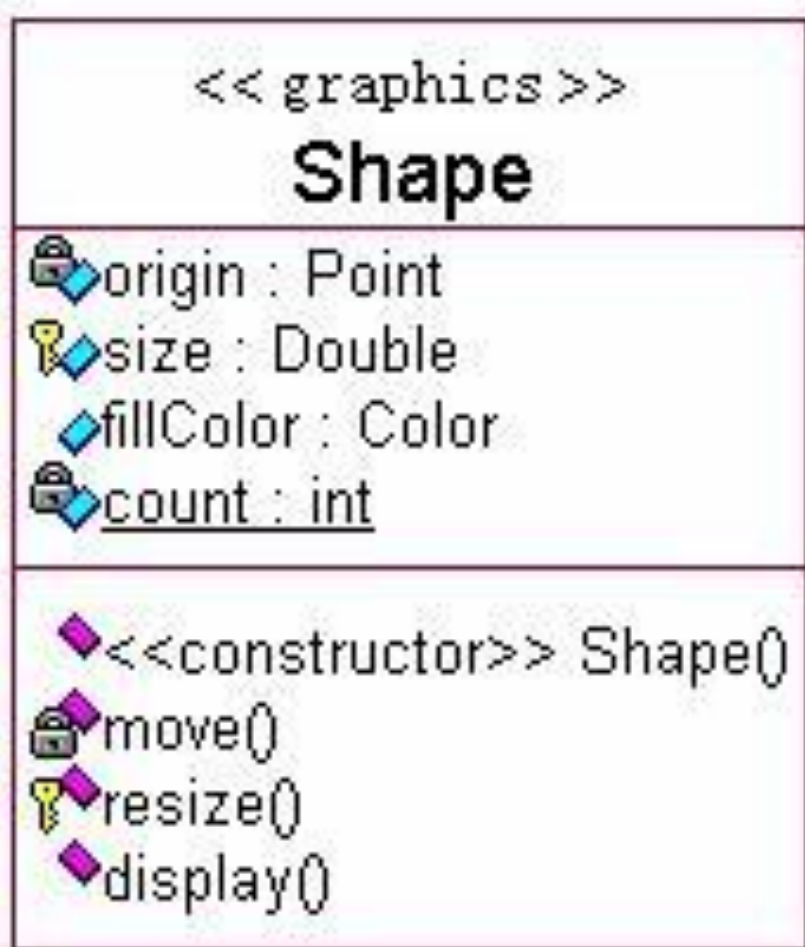 << graphics >>
Shape
origin : Point
size : Double
fillColor : Color
count : int
<<constructor>> Shape()
move()
resize()
display()